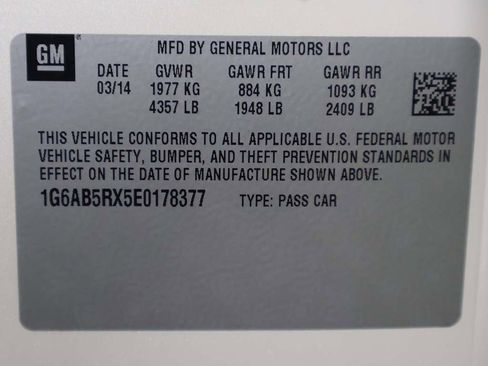 GM
MFD BY GENERAL MOTORS LLC
DATE GVWR GAWR FRT GAWR RR
03/14 1977 KG 884 KG 1093 KG
4357 LB 1948 LB 2409 LB
THIS VEHICLE CONFORMS TO ALL APPLICABLE U.S. FEDERAL MOTOR
VEHICLE SAFETY, BUMPER, AND THEFT PREVENTION STANDARDS IN
EFFECT ON THE DATE OF MANUFACTURE SHOWN ABOVE.
1G6AB5RX5E0178377 TYPE: PASS CAR